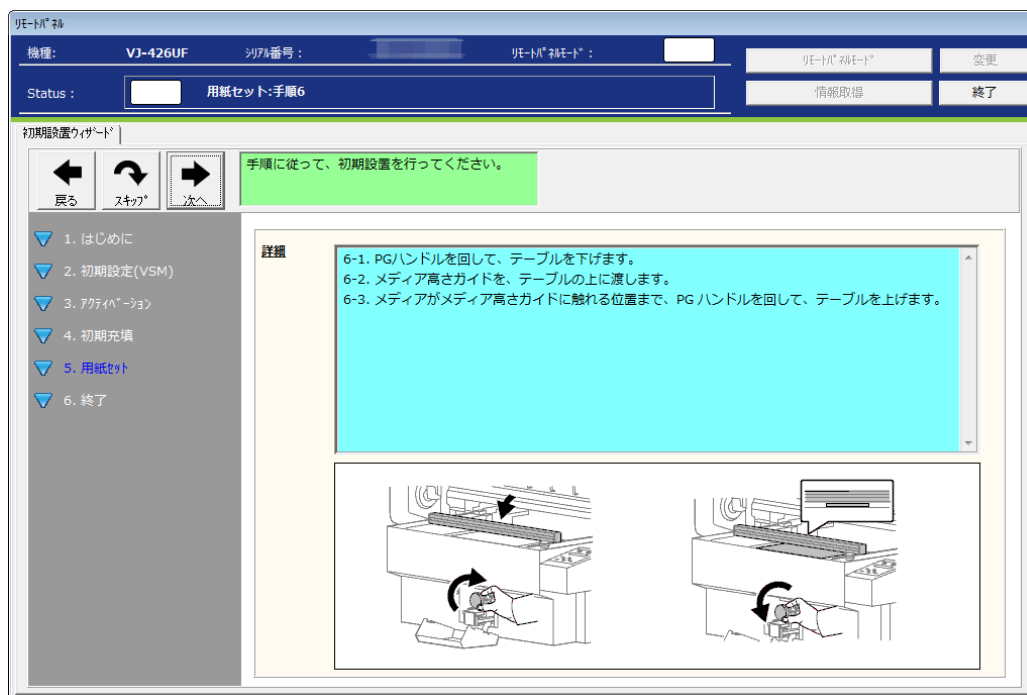 ﾘﾓｰﾄﾊﾟﾈﾙ
機種: VJ-426UF ｼﾘｱﾙ番号 : ﾘﾓｰﾄﾊﾟﾈﾙﾓｰﾄﾞ :
ﾘﾓｰﾄﾊﾟﾈﾙﾓｰﾄﾞ 変更
Status : 用紙セット:手順6
情報取得 終了
初期設置ｳｨｻﾞｰﾄﾞ
戻る ｽｷｯﾌﾟ 次へ
手順に従って、初期設置を行ってください。
1. はじめに
2. 初期設定(VSM)
3. ｱｸﾃｨﾍﾞｰｼｮﾝ
4. 初期充填
5. 用紙ｾｯﾄ
6. 終了
詳細
6-1. PGハンドルを回して、テーブルを下げます。
6-2. メディア高さガイドを、テーブルの上に渡します。
6-3. メディアがメディア高さガイドに触れる位置まで、PG ハンドルを回して、テーブルを上げます。